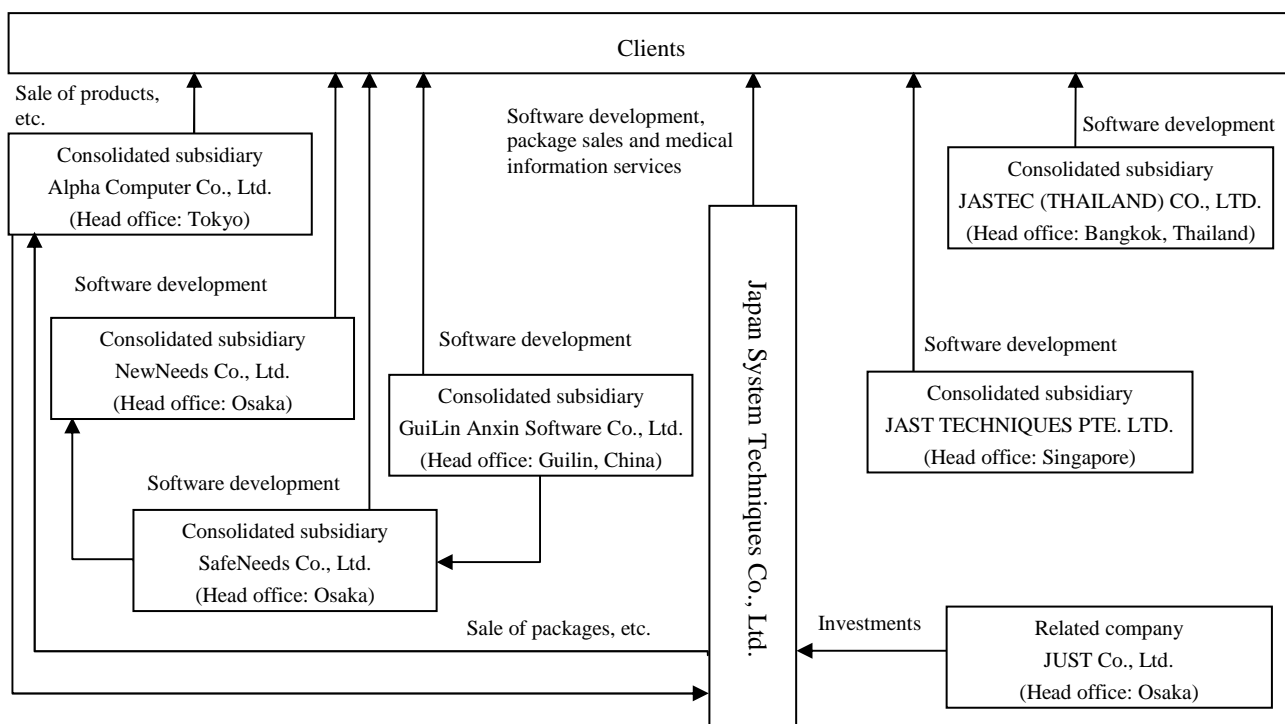 Clients
Sale of products,
etc.
Software development,
package sales and medical
information services
Software development
Consolidated subsidiary
Alpha Computer Co., Ltd.
(Head office: Tokyo)
Consolidated subsidiary
JASTEC (THAILAND) CO., LTD.
(Head office: Bangkok, Thailand)
Software development
Consolidated subsidiary
NewNeeds Co., Ltd.
(Head office: Osaka)
Software development
Consolidated subsidiary
GuiLin Anxin Software Co., Ltd.
(Head office: Guilin, China)
Japan System Techniques Co., Ltd.
Software development
Consolidated subsidiary
JAST TECHNIQUES PTE. LTD.
(Head office: Singapore)
Software development
Consolidated subsidiary
SafeNeeds Co., Ltd.
(Head office: Osaka)
Sale of packages, etc.
Investments
Related company
JUST Co., Ltd.
(Head office: Osaka)